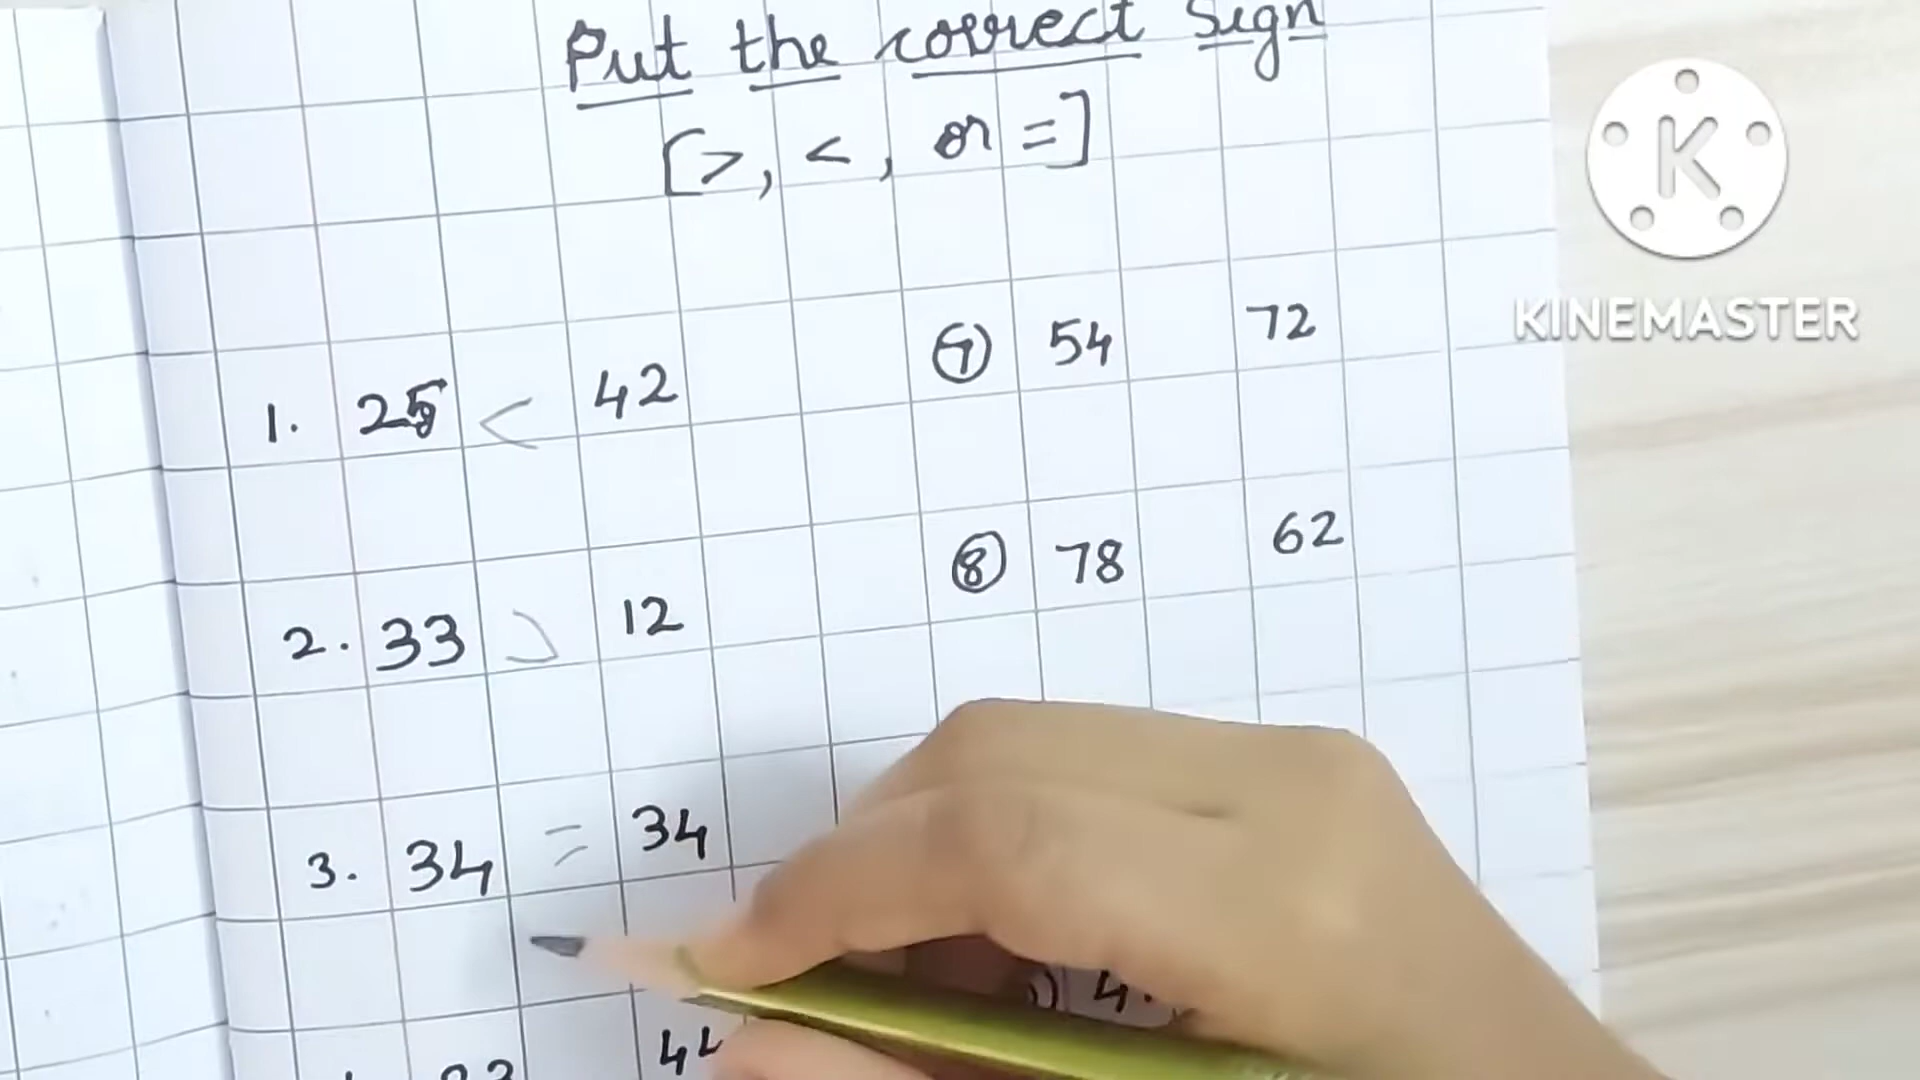 Put the correct sign
[>, <, or =]
1. 25 < 42
2. 33 > 12
3. 34 = 34
44
7 54 72
8 78 62
K
KINEMASTER